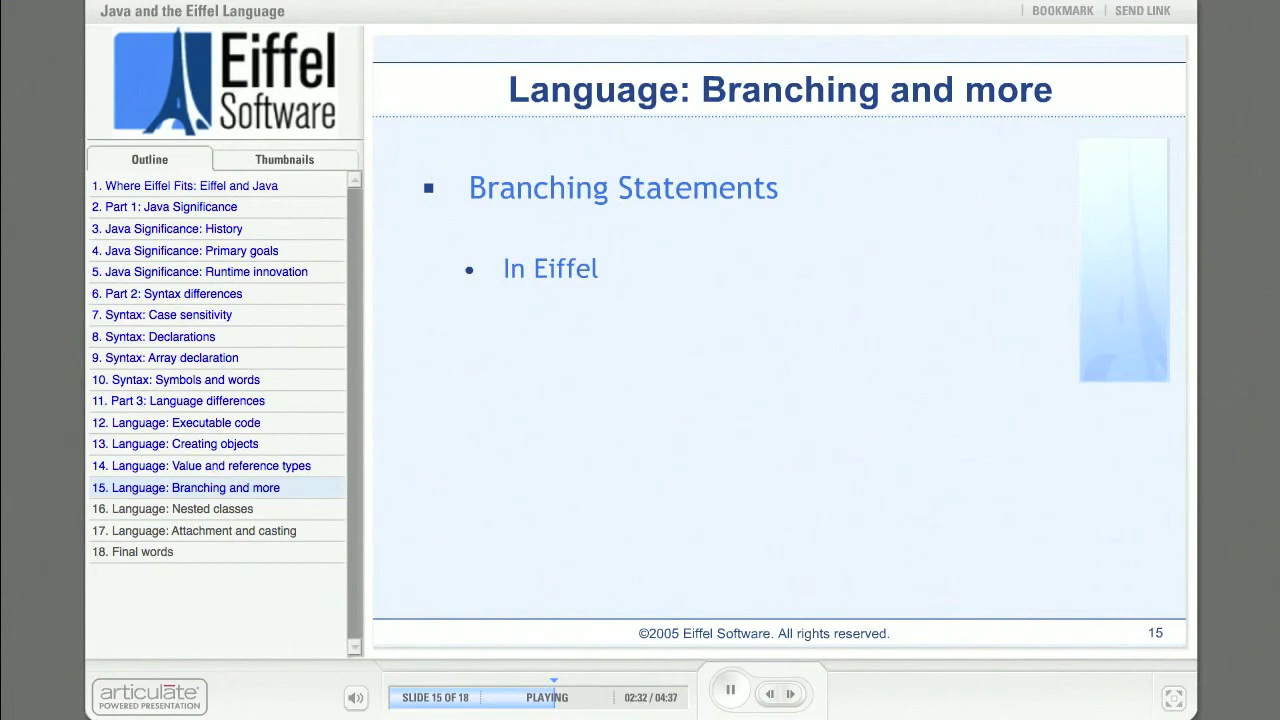 Java and the Eiffel Language
BOOKMARK
SEND LINK
Eiffel
Software
Outline
Thumbnails
1. Where Eiffel Fits: Eiffel and Java
2. Part 1: Java Significance
3. Java Significance: History
4. Java Significance: Primary goals
5. Java Significance: Runtime innovation
6. Part 2: Syntax differences
7. Syntax: Case sensitivity
8. Syntax: Declarations
9. Syntax: Array declaration
10. Syntax: Symbols and words
11. Part 3: Language differences
12. Language: Executable code
13. Language: Creating objects
14. Language: Value and reference types
15. Language: Branching and more
16. Language: Nested classes
17. Language: Attachment and casting
18. Final words
Language: Branching and more
Branching Statements
In Eiffel
©2005 Eiffel Software. All rights reserved.
15
articulate
POWERED PRESENTATION
SLIDE 15 OF 18
PLAYING
02:32 / 04:37